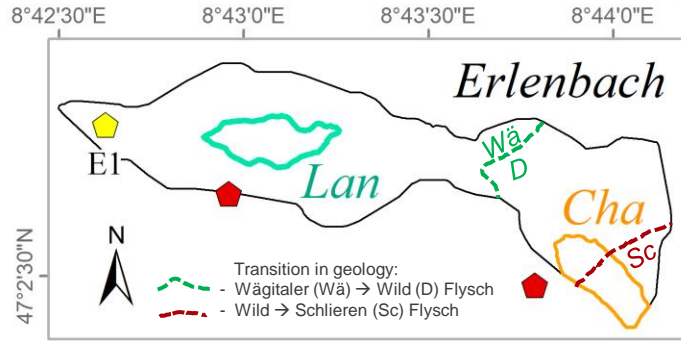 8°42'30"E 8°43'0"E 8°43'30"E 8°44'0"E
Erlenbach
E1
Lan
Wä
D
Cha
Sc
N
47°2'30"N
Transition in geology:
- Wägitaler (Wä) → Wild (D) Flysch
- Wild → Schlieren (Sc) Flysch